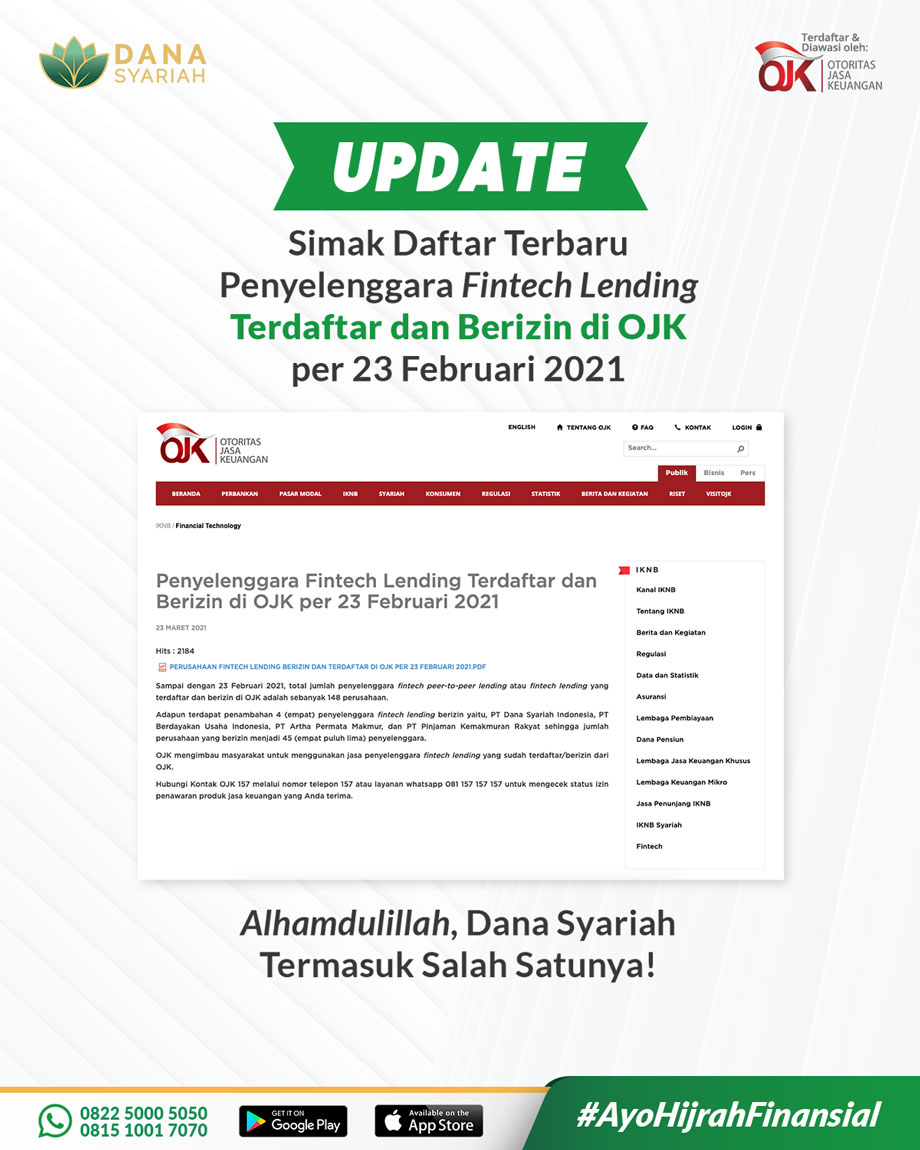 DANA
SYARIAH
Terdaftar &
Diawasi oleh:
OJK
OTORITAS
JASA
KEUANGAN
UPDATE
Simak Daftar Terbaru
Penyelenggara Fintech Lending
Terdaftar dan Berizin di OJK
per 23 Februari 2021
OJK
OTORITAS
JASA
KEUANGAN
ENGLISH TENTANG OJK FAQ KONTAK LOGIN
Search...
Publik Bisnis Pers
BERANDA PERBANKAN PASAR MODAL IKNB SYARIAH KONSUMEN REGULASI STATISTIK BERITA DAN KEGIATAN RISET VISITOJK
IKNB / Financial Technology
Penyelenggara Fintech Lending Terdaftar dan
Berizin di OJK per 23 Februari 2021
23 MARET 2021
Hits : 2184
PERUSAHAAN FINTECH LENDING BERIZIN DAN TERDAFTAR DI OJK PER 23 FEBRUARI 2021.PDF
Sampai dengan 23 Februari 2021, total jumlah penyelenggara fintech peer-to-peer lending atau fintech lending yang
terdaftar dan berizin di OJK adalah sebanyak 148 perusahaan.
Adapun terdapat penambahan 4 (empat) penyelenggara fintech lending berizin yaitu, PT Dana Syariah Indonesia, PT
Berdayakan Usaha Indonesia, PT Artha Permata Makmur, dan PT Pinjaman Kemakmuran Rakyat sehingga jumlah
perusahaan yang berizin menjadi 45 (empat puluh lima) penyelenggara.
OJK mengimbau masyarakat untuk menggunakan jasa penyelenggara fintech lending yang sudah terdaftar/berizin dari
OJK.
Hubungi Kontak OJK 157 melalui nomor telepon 157 atau layanan whatsapp 081 157 157 157 untuk mengecek status izin
penawaran produk jasa keuangan yang Anda terima.
IKNB
Kanal IKNB
Tentang IKNB
Berita dan Kegiatan
Regulasi
Data dan Statistik
Asuransi
Lembaga Pembiayaan
Dana Pensiun
Lembaga Jasa Keuangan Khusus
Lembaga Keuangan Mikro
Jasa Penunjang IKNB
IKNB Syariah
Fintech
Alhamdulillah, Dana Syariah
Termasuk Salah Satunya!
0822 5000 5050
0815 1001 7070
GET IT ON
Google Play
Available on the
App Store
#AyoHijrahFinansial